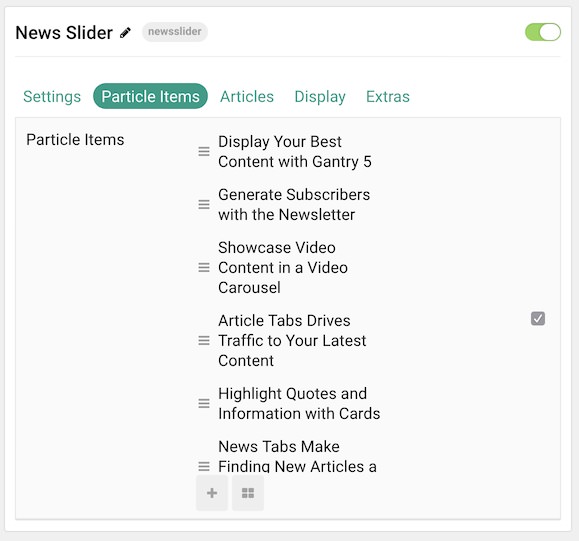 News Slider
newsslider
Settings
Particle Items
Articles
Display
Extras
Particle Items
Display Your Best
Content with Gantry 5
Generate Subscribers
with the Newsletter
Showcase Video
Content in a Video
Carousel
Article Tabs Drives
Traffic to Your Latest
Content
Highlight Quotes and
Information with Cards
News Tabs Make
Finding New Articles a